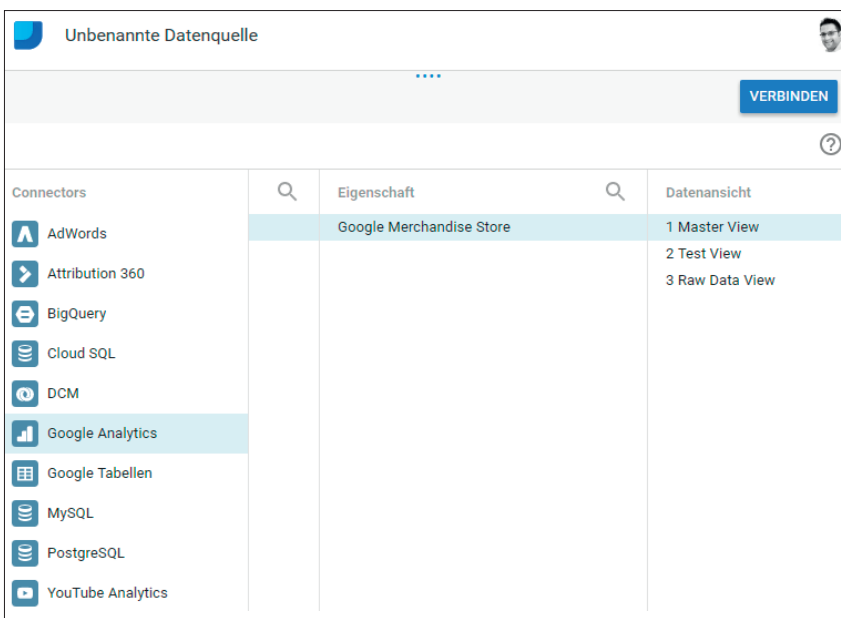 Unbenannte Datenquelle
VERBINDEN
Connectors
AdWords
Attribution 360
BigQuery
Cloud SQL
DCM
Google Analytics
Google Tabellen
MySQL
PostgreSQL
YouTube Analytics
Eigenschaft
Google Merchandise Store
Datenansicht
1 Master View
2 Test View
3 Raw Data View